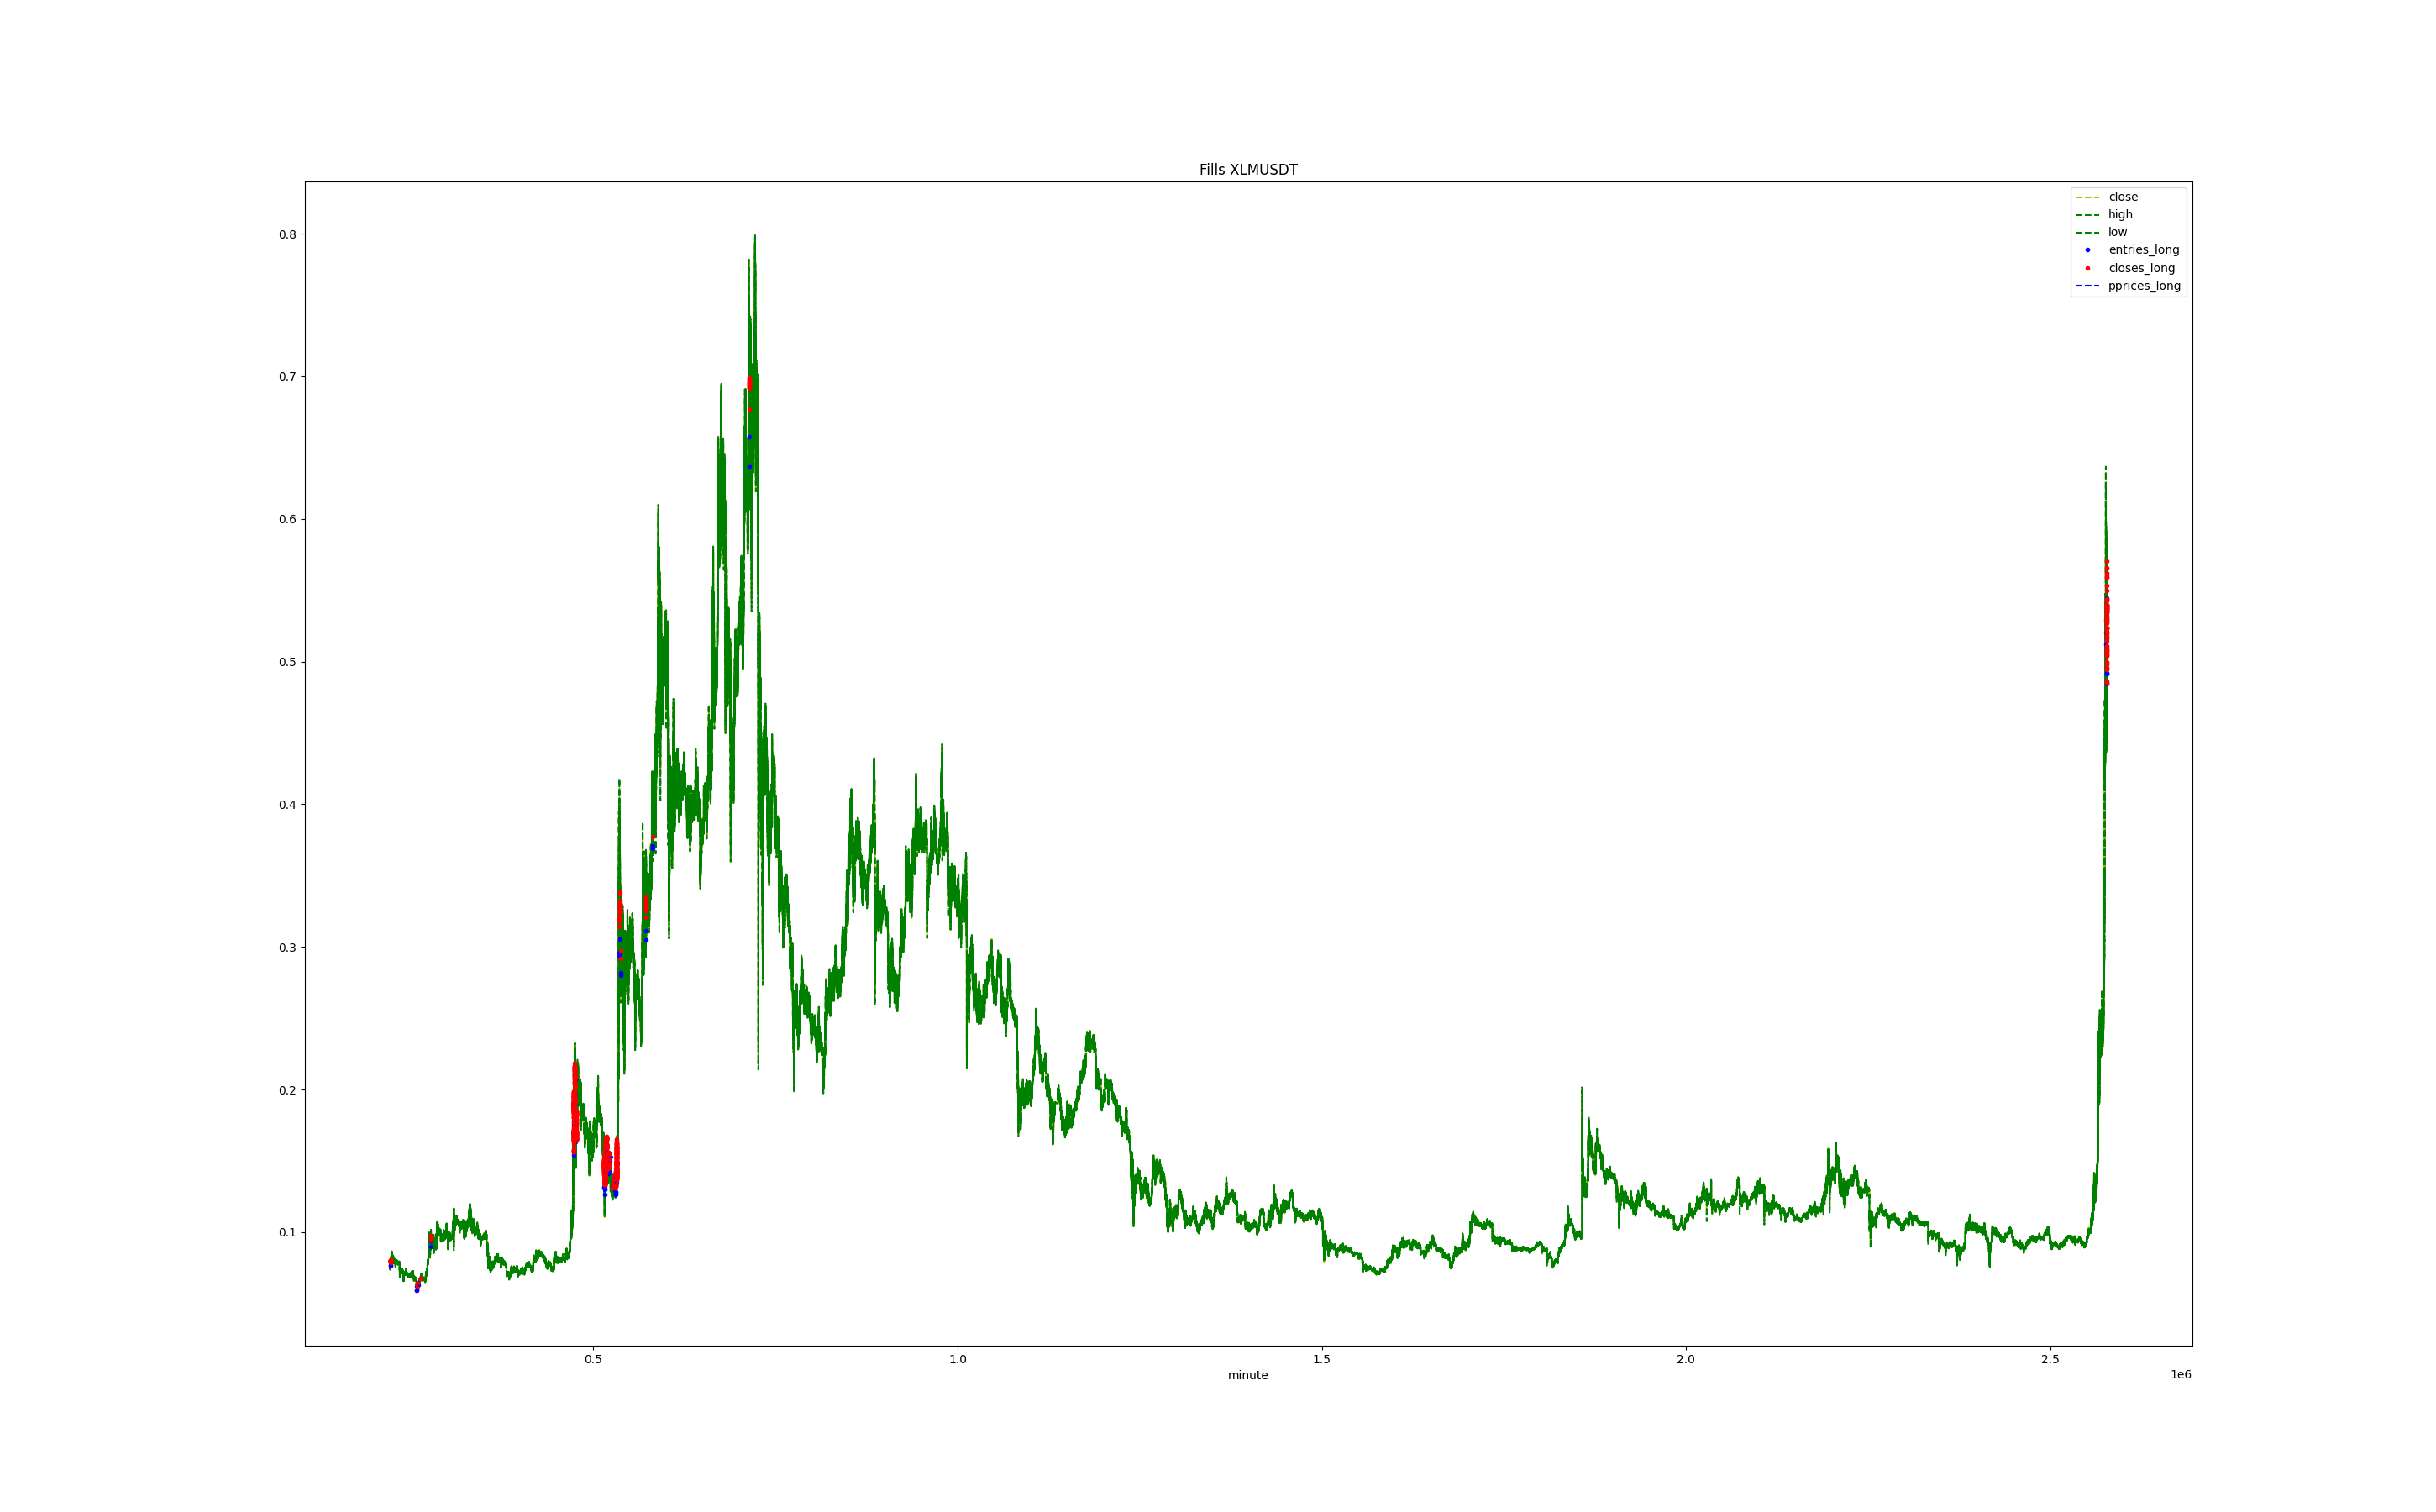 Fills XLMUSDT
close
high
low
entries_long
closes_long
pprices_long
0.8
0.7
0.6
0.5
0.4
0.3
0.2
0.1
0.5 1.0 1.5 2.0 2.5
minute 1e6